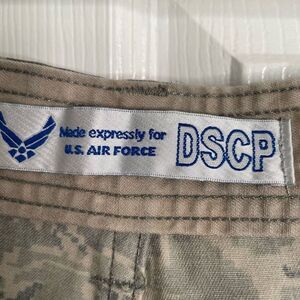 Made expressly for
U.S. AIR FORCE
DSCP